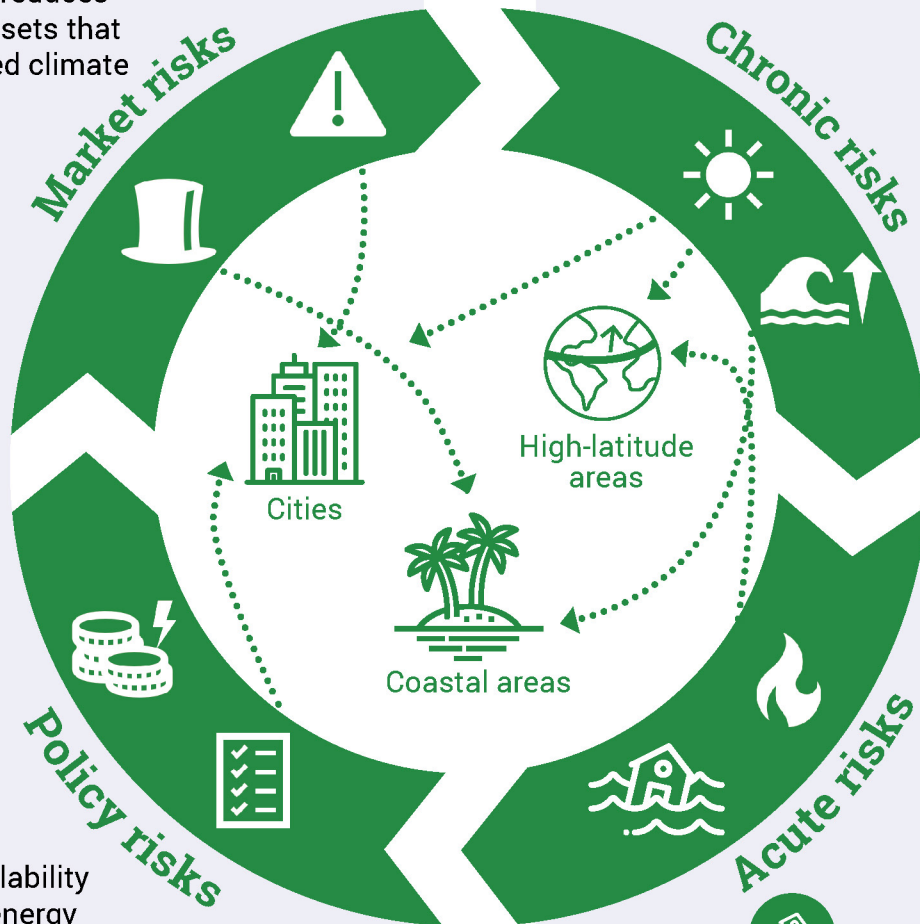 sets that
ed climate
Market risks
Chronic risks
High-latitude
areas
Cities
Coastal areas
Policy risks
Acute risks
lability
energy